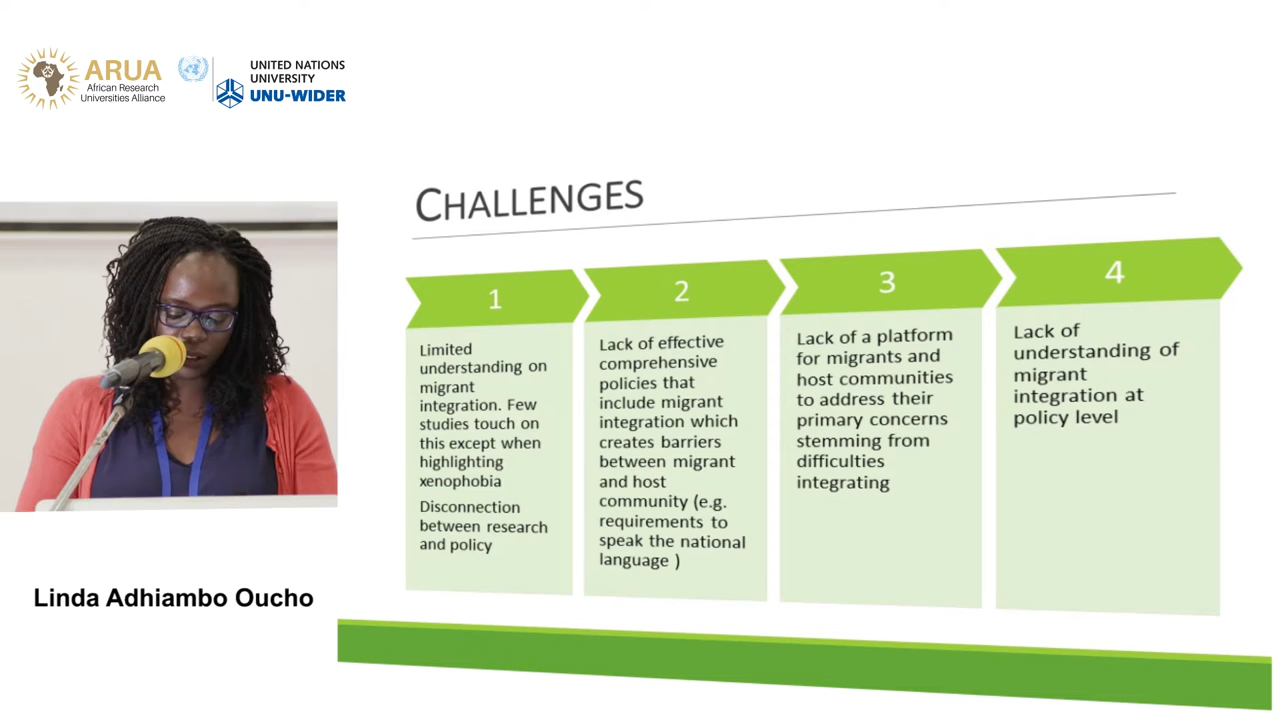 ARUA
African Research
Universities Alliance
UNITED NATIONS
UNIVERSITY
UNU-WIDER
CHALLENGES
1
Limited
understanding on
migrant
integration. Few
studies touch on
this except when
highlighting
xenophobia
Disconnection
between research
and policy
2
Lack of effective
comprehensive
policies that
include migrant
integration which
creates barriers
between migrant
and host
community (e.g.
requirements to
speak the national
language )
3
Lack of a platform
for migrants and
host communities
to address their
primary concerns
stemming from
difficulties
integrating
4
Lack of
understanding of
migrant
integration at
policy level
Linda Adhiambo Oucho